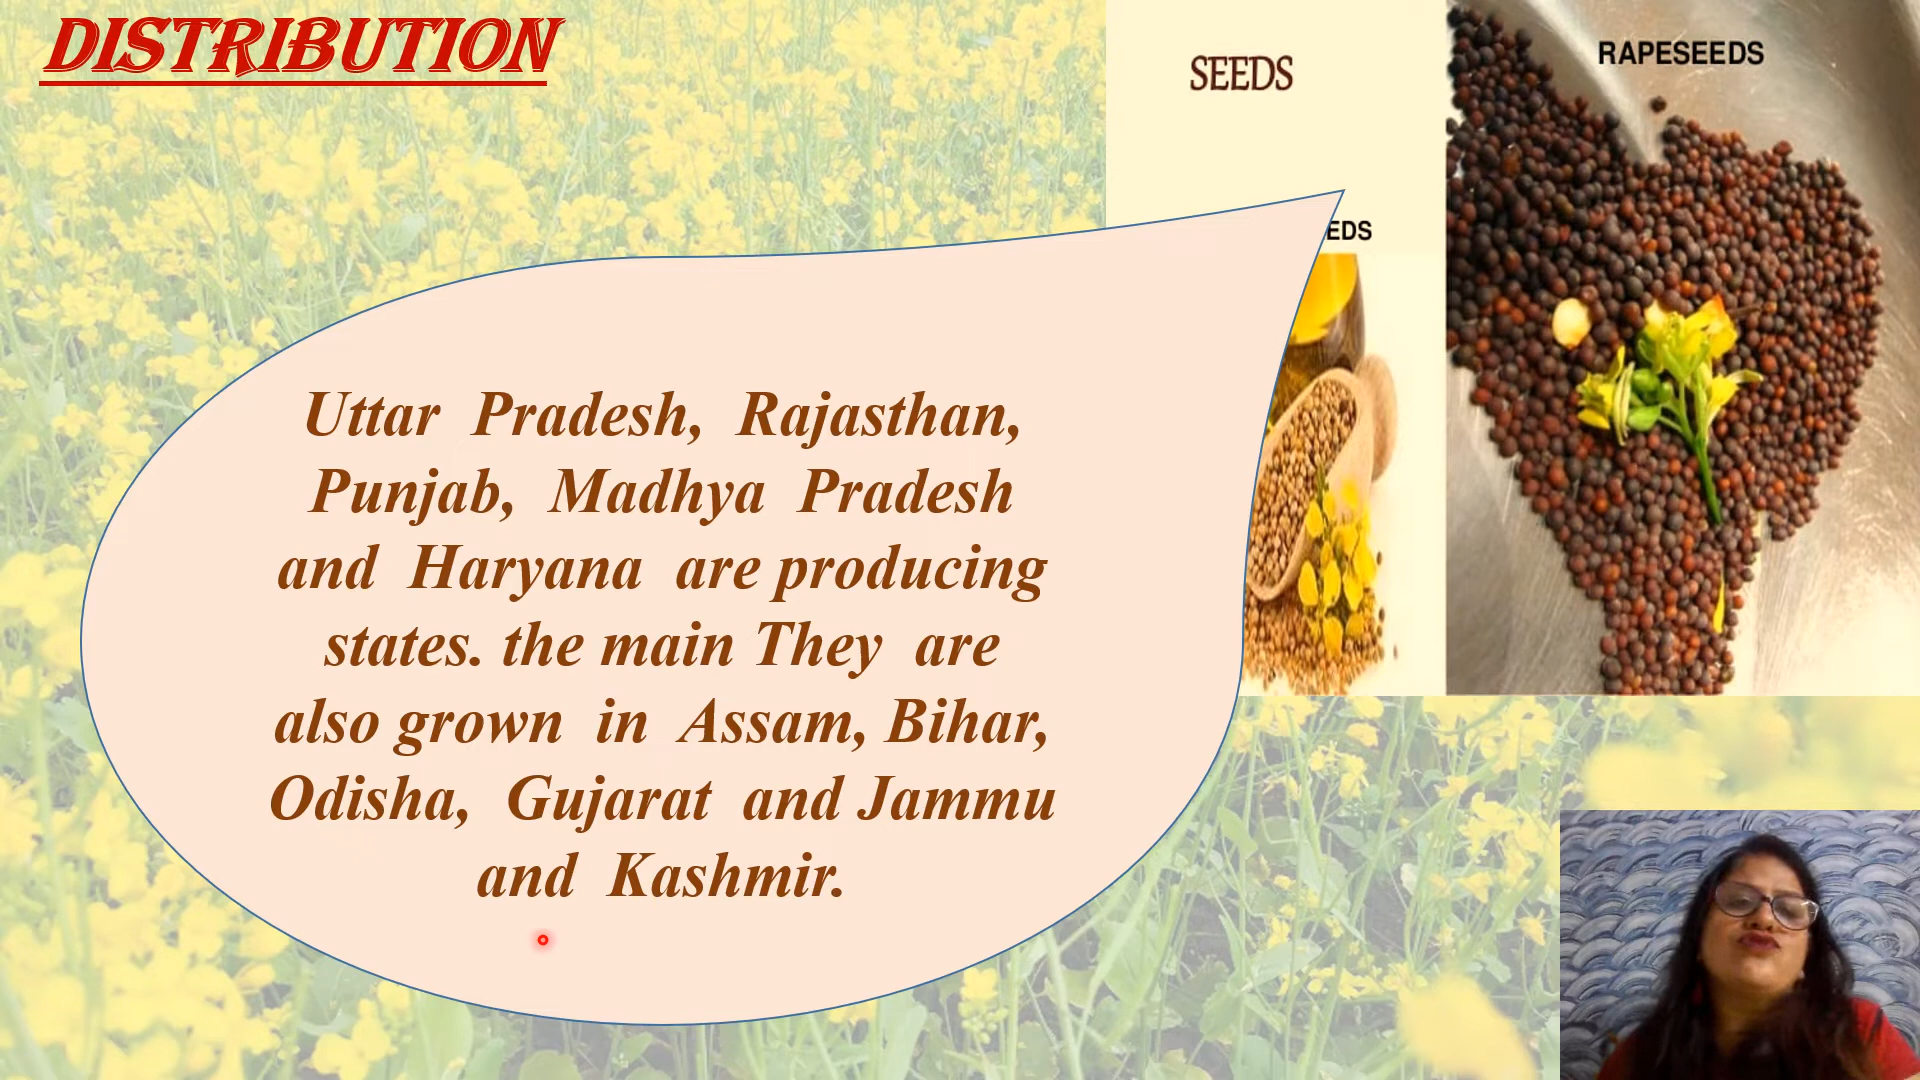 DISTRIBUTION
SEEDS
RAPESEEDS
EDS
Uttar Pradesh, Rajasthan,
Punjab, Madhya Pradesh
and Haryana are producing
states. the main They are
also grown in Assam, Bihar,
Odisha, Gujarat and Jammu
and Kashmir.